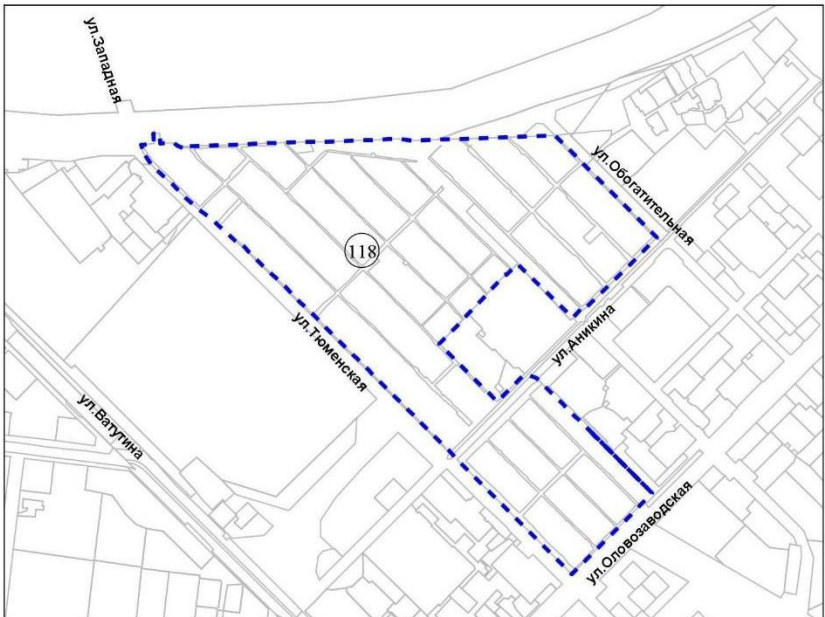 ул.Западная
ул.Обогатительная
118
ул.Аникина
ул.Тюменская
ул.Ватутина
ул.Оловозаводская